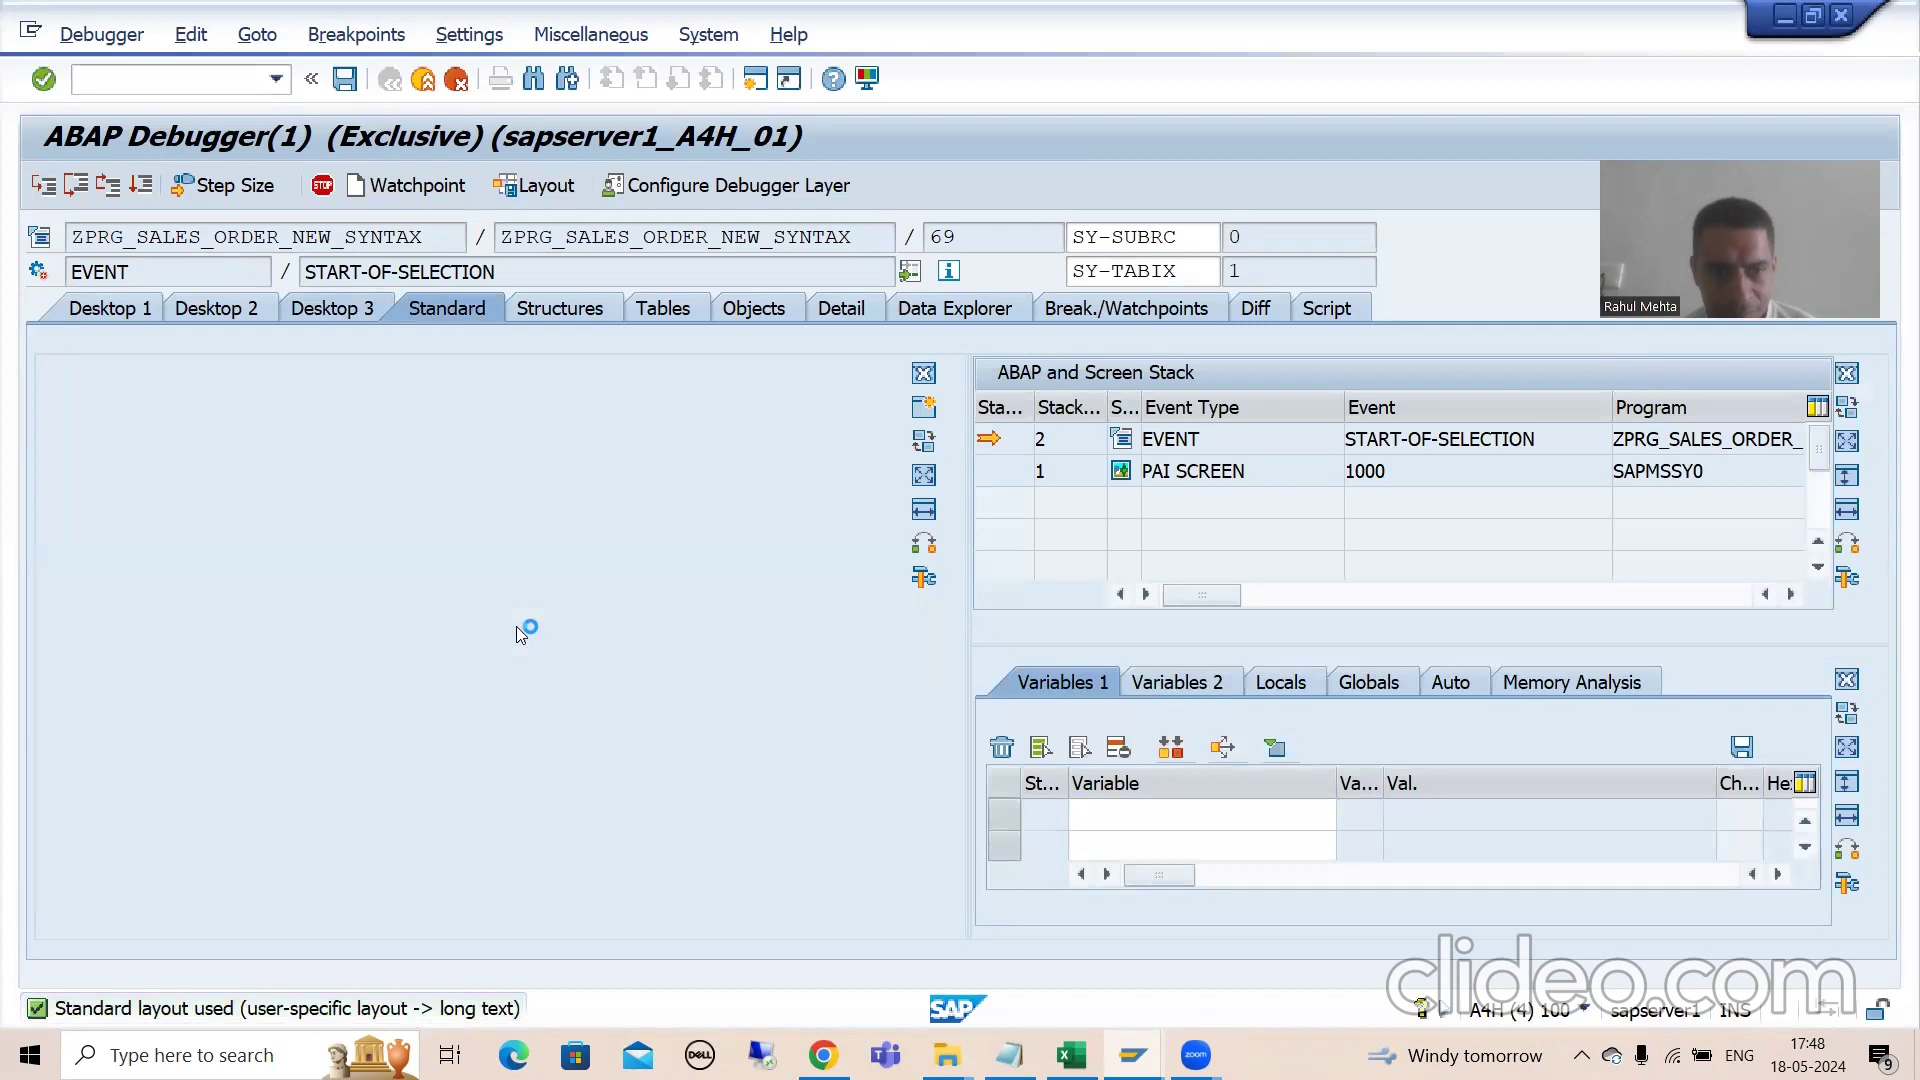 Debugger Edit Goto Breakpoints Settings Miscellaneous System Help
ABAP Debugger(1) (Exclusive) (sapserver1_A4H_01)
Step Size STOP Watchpoint Layout Configure Debugger Layer
ZPRG_SALES_ORDER_NEW_SYNTAX / ZPRG_SALES_ORDER_NEW_SYNTAX / 69 SY-SUBRC 0
EVENT / START-OF-SELECTION SY-TABIX 1
Rahul Mehta
Desktop 1 Desktop 2 Desktop 3 Standard Structures Tables Objects Detail Data Explorer Break./Watchpoints Diff Script
ABAP and Screen Stack
Sta... Stack... S... Event Type Event Program
2 EVENT START-OF-SELECTION ZPRG_SALES_ORDER_
1 PAI SCREEN 1000 SAPMSSY0
Variables 1 Variables 2 Locals Globals Auto Memory Analysis
St... Variable Va... Val. Ch... He
clideo.com
Standard layout used (user-specific layout -> long text) SAP A4H (4) 100 sapserver1 INS
Type here to search DELL zoom Windy tomorrow ENG 17:48
18-05-2024 9